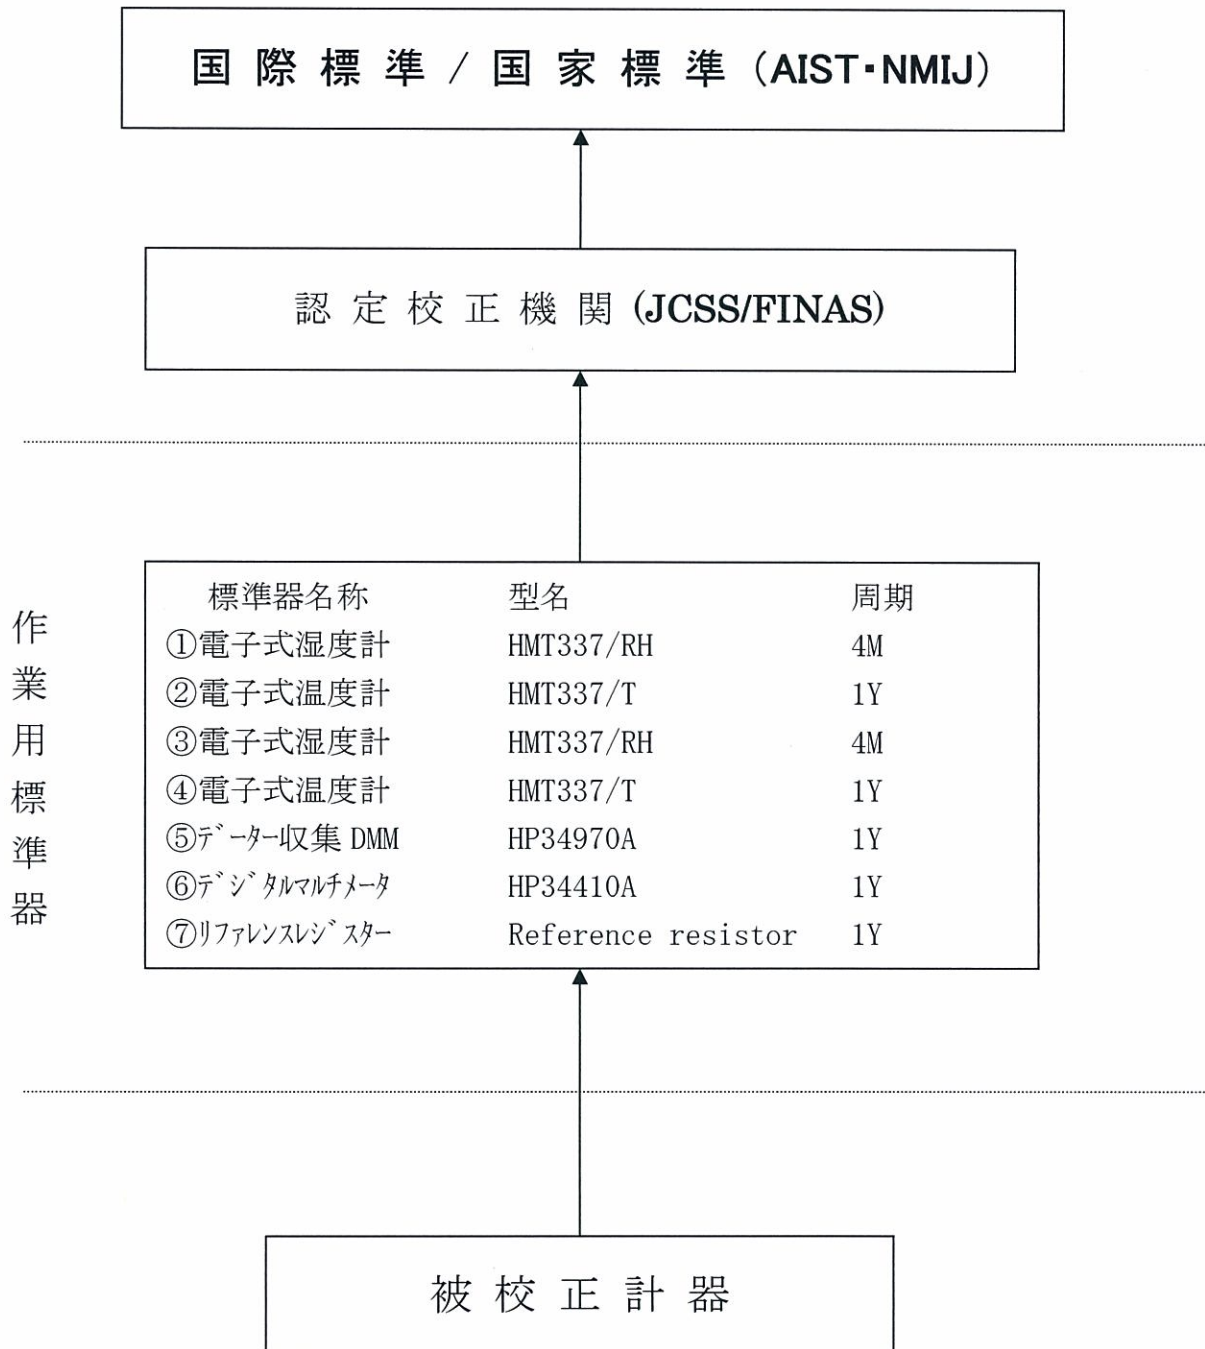 国際標準/国家標準(AIST・NMIJ)
認定校正機関(JCSS/FINAS)
作業用標準器
標準器名称 型名 周期
①電子式湿度計 HMT337/RH 4M
②電子式温度計 HMT337/T 1Y
③電子式湿度計 HMT337/RH 4M
④電子式温度計 HMT337/T 1Y
⑤データー収集 DMM HP34970A 1Y
⑥デジタルマルチメータ HP34410A 1Y
⑦リファレンスレジスター Reference resistor 1Y
被校正計器